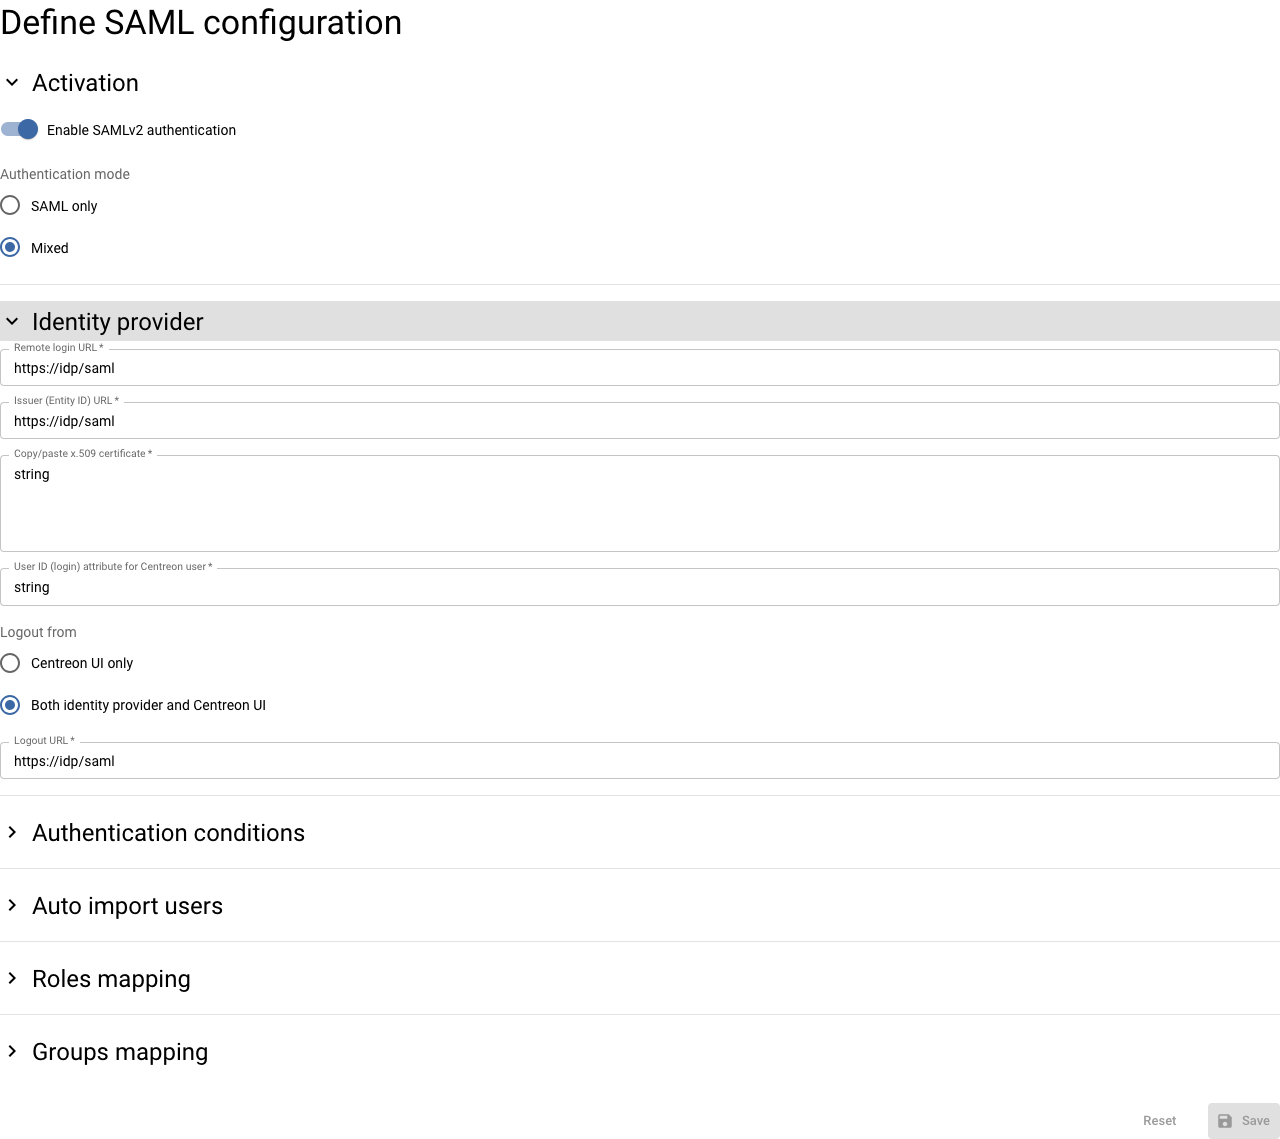 Define SAML configuration
Activation
Enable SAMLv2 authentication
Authentication mode
SAML only
Mixed
Identity provider
Remote login URL *
https://idp/saml
Issuer (Entity ID) URL *
https://idp/saml
Copy/paste x.509 certificate *
string
User ID (login) attribute for Centreon user *
string
Logout from
Centreon UI only
Both identity provider and Centreon UI
Logout URL *
https://idp/saml
Authentication conditions
Auto import users
Roles mapping
Groups mapping
Reset Save